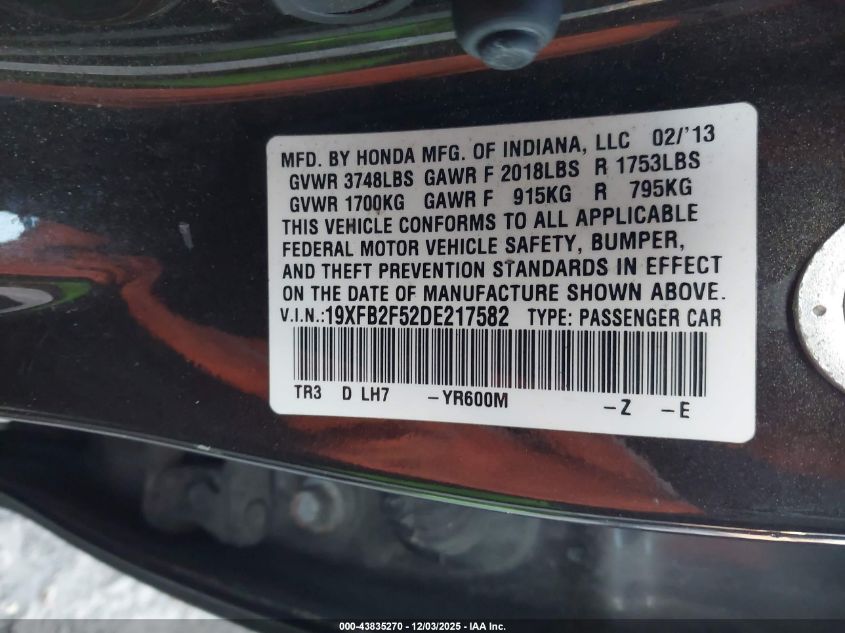 MFD. BY HONDA MFG. OF INDIANA, LLC 02/'13
GVWR 3748LBS GAWR F 2018LBS R 1753LBS
GVWR 1700KG GAWR F 915KG R 795KG
THIS VEHICLE CONFORMS TO ALL APPLICABLE
FEDERAL MOTOR VEHICLE SAFETY, BUMPER,
AND THEFT PREVENTION STANDARDS IN EFFECT
ON THE DATE OF MANUFACTURE SHOWN ABOVE.
V.I.N.:19XFB2F52DE217582 TYPE: PASSENGER CAR
TR3 D LH7 -YR600M -Z -E
000-43835270 - 12/03/2025 - IAA Inc.